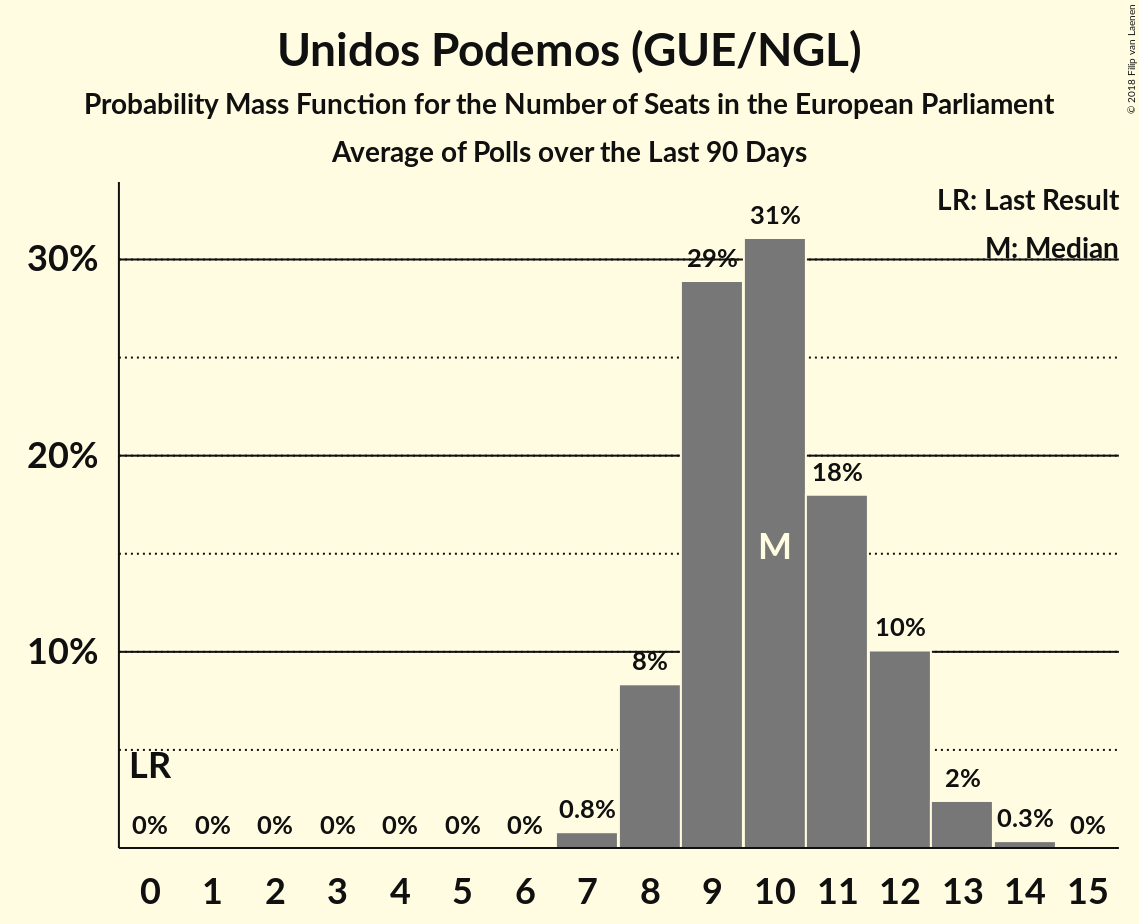 Unidos Podemos (GUE/NGL)
Probability Mass Function for the Number of Seats in the European Parliament
Average of Polls over the Last 90 Days
© 2018 Filip van Laenen
LR: Last Result
M: Median
30%
20%
10%
31%
29%
18%
M
10%
8%
LR
2%
0% 0% 0% 0% 0% 0% 0% 0.8% 0.3% 0%
0 1 2 3 4 5 6 7 8 9 10 11 12 13 14 15